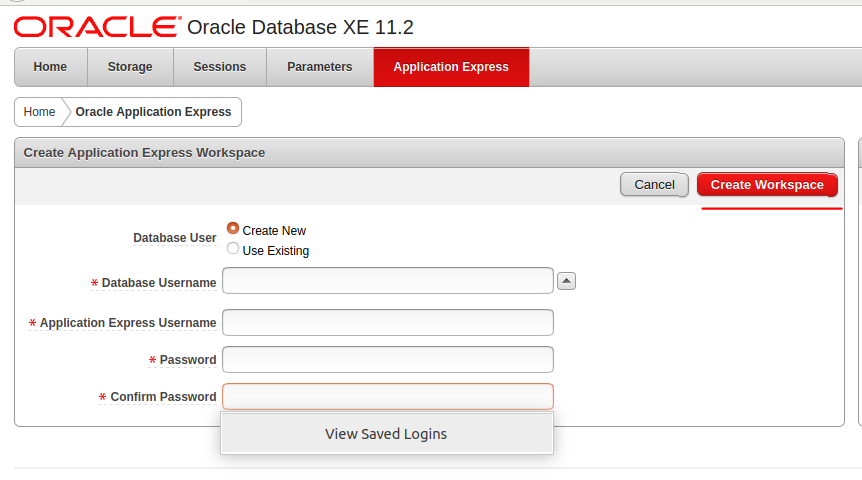 ORACLE Oracle Database XE 11.2
Home Storage Sessions Parameters Application Express
Home Oracle Application Express
Create Application Express Workspace
Cancel Create Workspace
Database User Create New
Use Existing
* Database Username
* Application Express Username
* Password
* Confirm Password
View Saved Logins